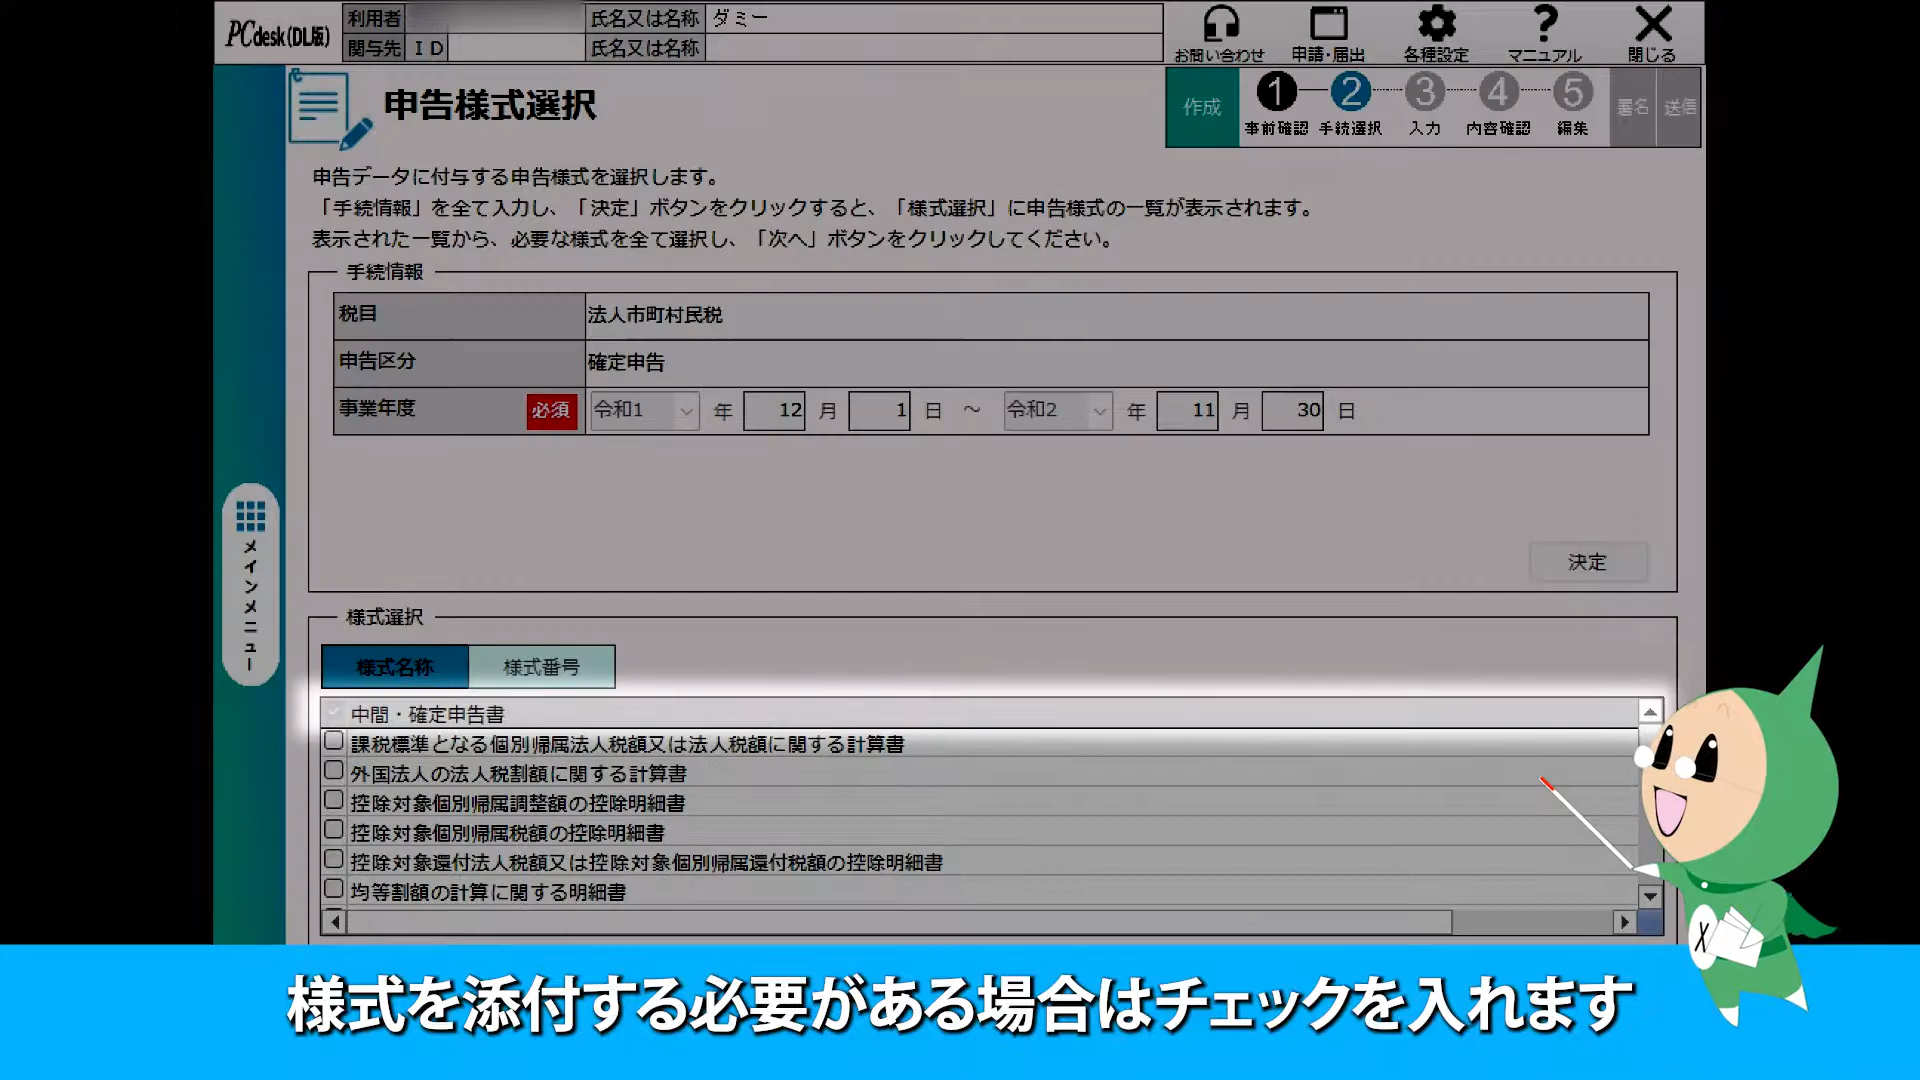 PCdesk(DL版)
利用者 氏名又は名称 ダミー
関与先 ＩＤ 氏名又は名称
お問い合わせ 申請・届出 各種設定 マニュアル 閉じる
申告様式選択
作成 1 2 3 4 5 署名 送信
事前確認 手続選択 入力 内容確認 編集
申告データに付与する申告様式を選択します。
「手続情報」を全て入力し、「決定」ボタンをクリックすると、「様式選択」に申告様式の一覧が表示されます。
表示された一覧から、必要な様式を全て選択し、「次へ」ボタンをクリックしてください。
手続情報
税目 法人市町村民税
申告区分 確定申告
事業年度 必須 令和1 年 12 月 1 日 ～ 令和2 年 11 月 30 日
決定
メインメニュー
様式選択
様式名称 様式番号
中間・確定申告書
課税標準となる個別帰属法人税額又は法人税額に関する計算書
外国法人の法人税割額に関する計算書
控除対象個別帰属調整額の控除明細書
控除対象個別帰属税額の控除明細書
控除対象還付法人税額又は控除対象個別帰属還付税額の控除明細書
均等割額の計算に関する明細書
X
様式を添付する必要がある場合はチェックを入れます